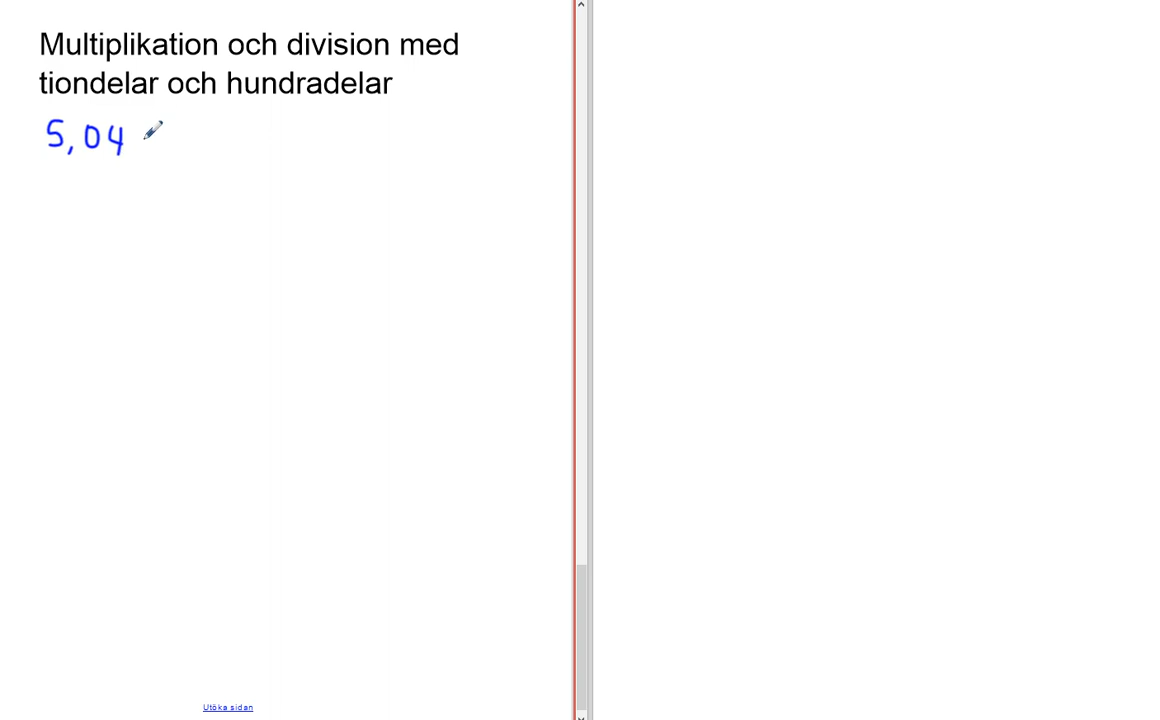 Multiplikation och division med
tiondelar och hundradelar
5,04
Utöka sidan